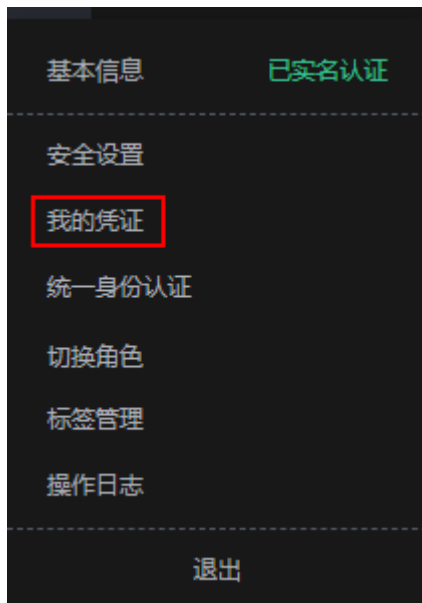 基本信息 已实名认证
安全设置
我的凭证
统一身份认证
切换角色
标签管理
操作日志
退出